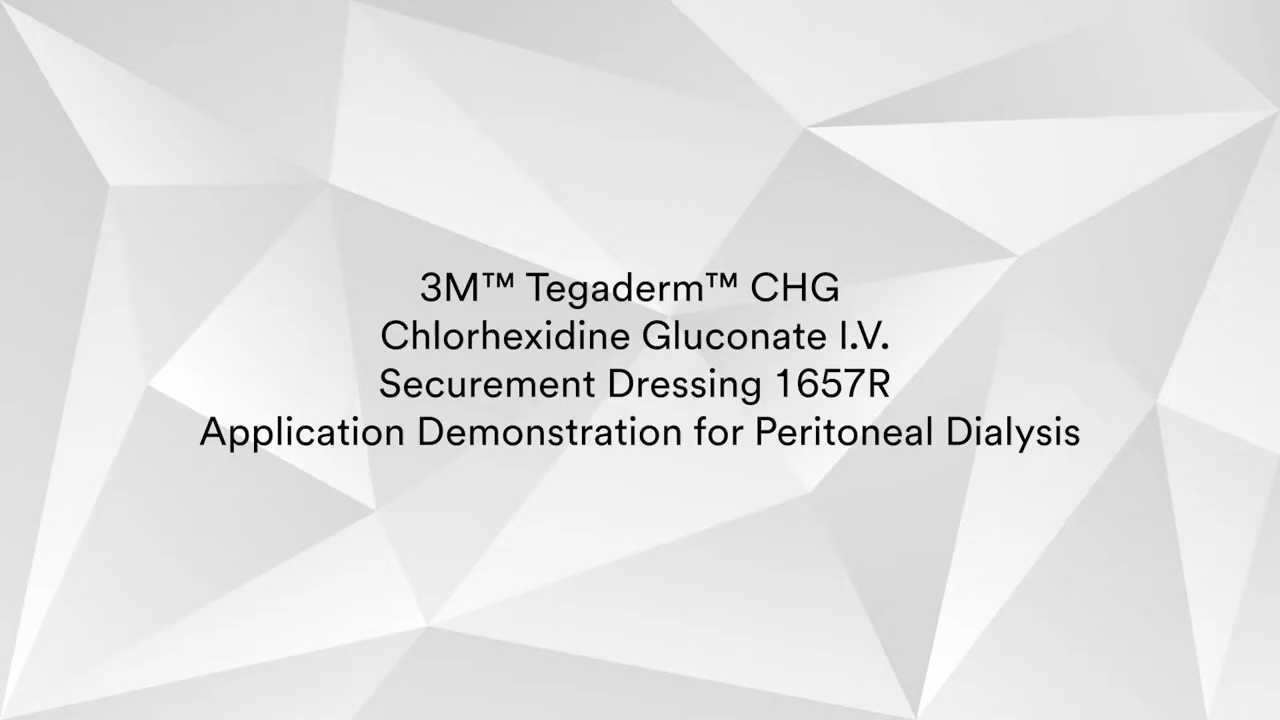 3M™ Tegaderm™ CHG
Chlorhexidine Gluconate I.V.
Securement Dressing 1657R
Application Demonstration for Peritoneal Dialysis